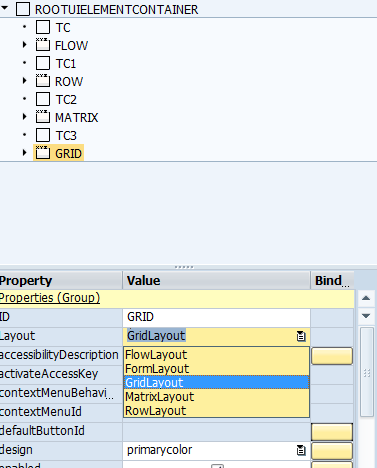 ROOTUIELEMENTCONTAINER
TC
FLOW
TC1
ROW
TC2
MATRIX
TC3
GRID
Property Value Bind...
Properties (Group)
ID GRID
Layout GridLayout
accessibilityDescription
FlowLayout
activateAccessKey
FormLayout
GridLayout
contextMenuBehavi...
MatrixLayout
contextMenuId
RowLayout
defaultButtonId
design primarycolor
enabled